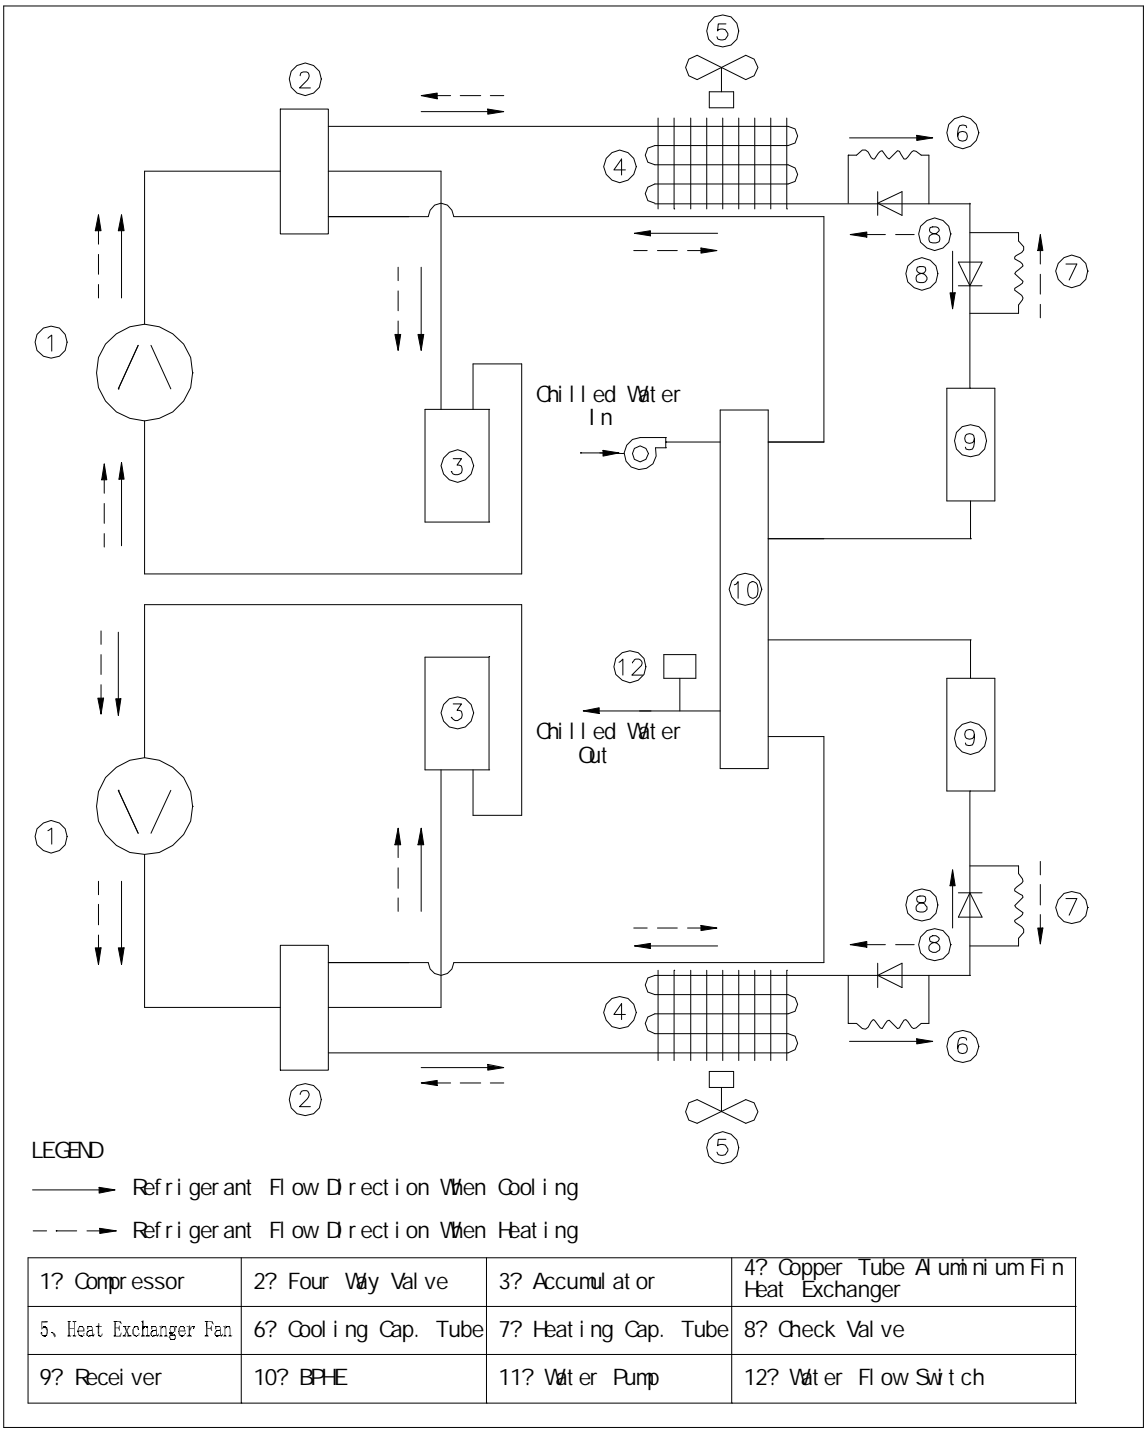 5
2
6
4
8
8
7
1
Chilled Water
In
9
3
10
12
3
Chilled Water
Out
9
1
8
7
8
4
6
2
5
LEGEND
Refrigerant Flow Direction When Cooling
Refrigerant Flow Direction When Heating
1? Compressor
2? Four Way Valve
3? Accumulator
4? Copper Tube Aluminium Fin
Heat Exchanger
5、Heat Exchanger Fan
6? Cooling Cap. Tube
7? Heating Cap. Tube
8? Check Valve
9? Receiver
10? BPHE
11? Water Pump
12? Water Flow Switch